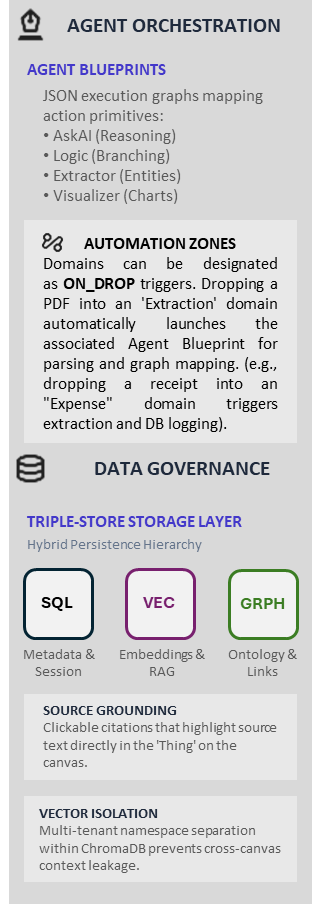 AGENT ORCHESTRATION
AGENT BLUEPRINTS
JSON execution graphs mapping
action primitives:
• AskAI (Reasoning)
• Logic (Branching)
• Extractor (Entities)
• Visualizer (Charts)
AUTOMATION ZONES
Domains can be designated
as ON_DROP triggers. Dropping a
PDF into an 'Extraction' domain
automatically launches the
associated Agent Blueprint for
parsing and graph mapping. (e.g.,
dropping a receipt into an
"Expense" domain triggers
extraction and DB logging).
DATA GOVERNANCE
TRIPLE-STORE STORAGE LAYER
Hybrid Persistence Hierarchy
SQL VEC GRPH
Metadata & Embeddings & Ontology &
Session RAG Links
SOURCE GROUNDING
Clickable citations that highlight source
text directly in the 'Thing' on the
canvas.
VECTOR ISOLATION
Multi-tenant namespace separation
within ChromaDB prevents cross-canvas
context leakage.